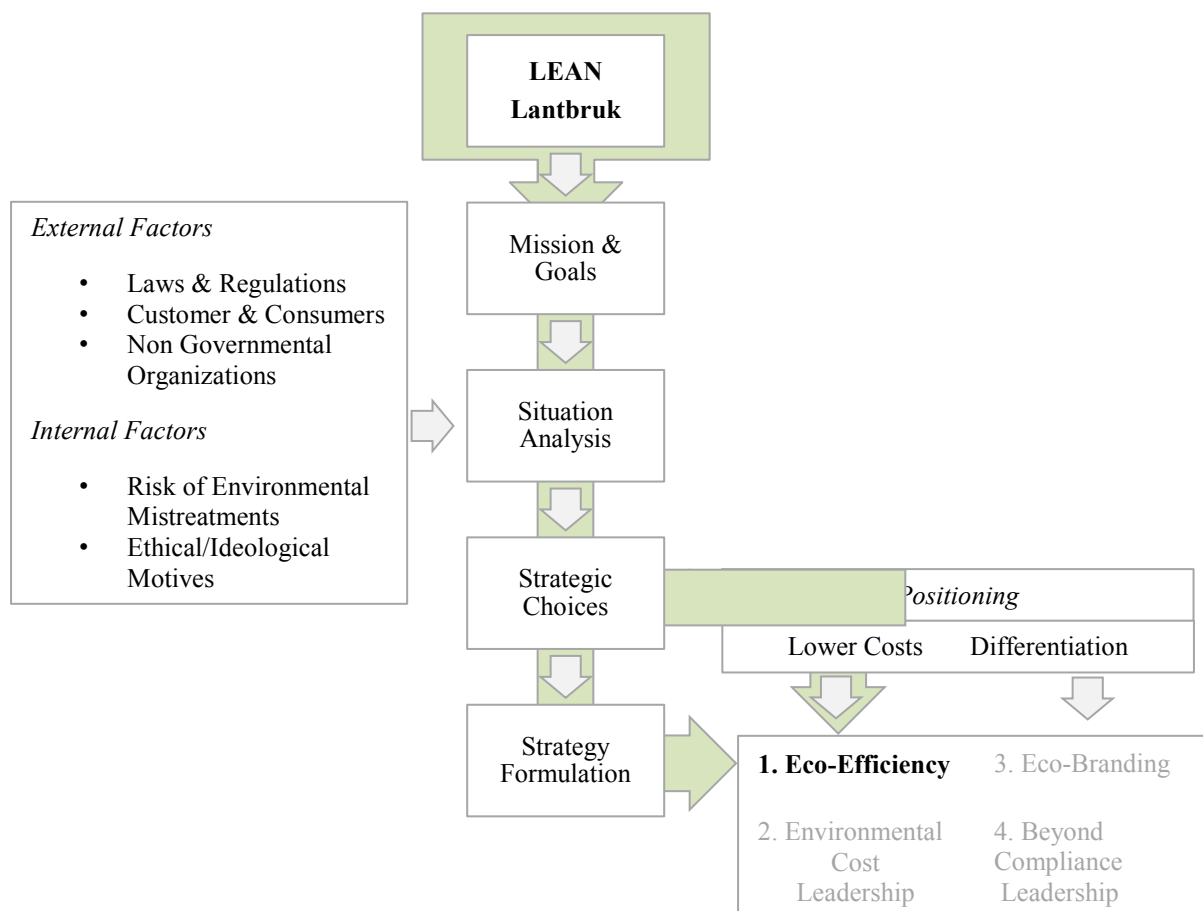 LEAN
Lantbruk
Mission &
Goals
External Factors
• Laws & Regulations
• Customer & Consumers
• Non Governmental
Organizations
Internal Factors
• Risk of Environmental
Mistreatments
• Ethical/Ideological
Motives
Situation
Analysis
Strategic
Choices
Positioning
Lower Costs Differentiation
Strategy
Formulation
1. Eco-Efficiency
3. Eco-Branding
2. Environmental
Cost
Leadership
4. Beyond
Compliance
Leadership